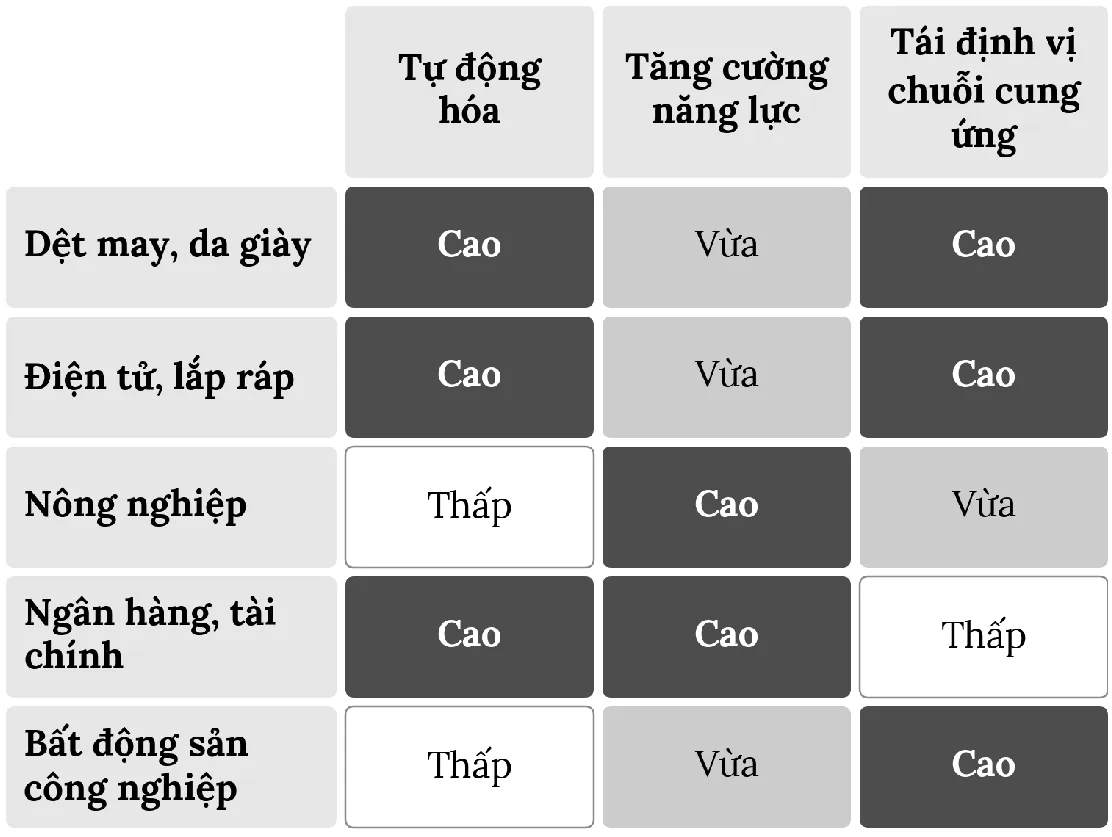 Tự động
hóa
Tăng cường
năng lực
Tái định vị
chuỗi cung
ứng
Dệt may, da giày
Cao
Vừa
Cao
Điện tử, lắp ráp
Cao
Vừa
Cao
Nông nghiệp
Thấp
Cao
Vừa
Ngân hàng, tài
chính
Cao
Cao
Thấp
Bất động sản
công nghiệp
Thấp
Vừa
Cao